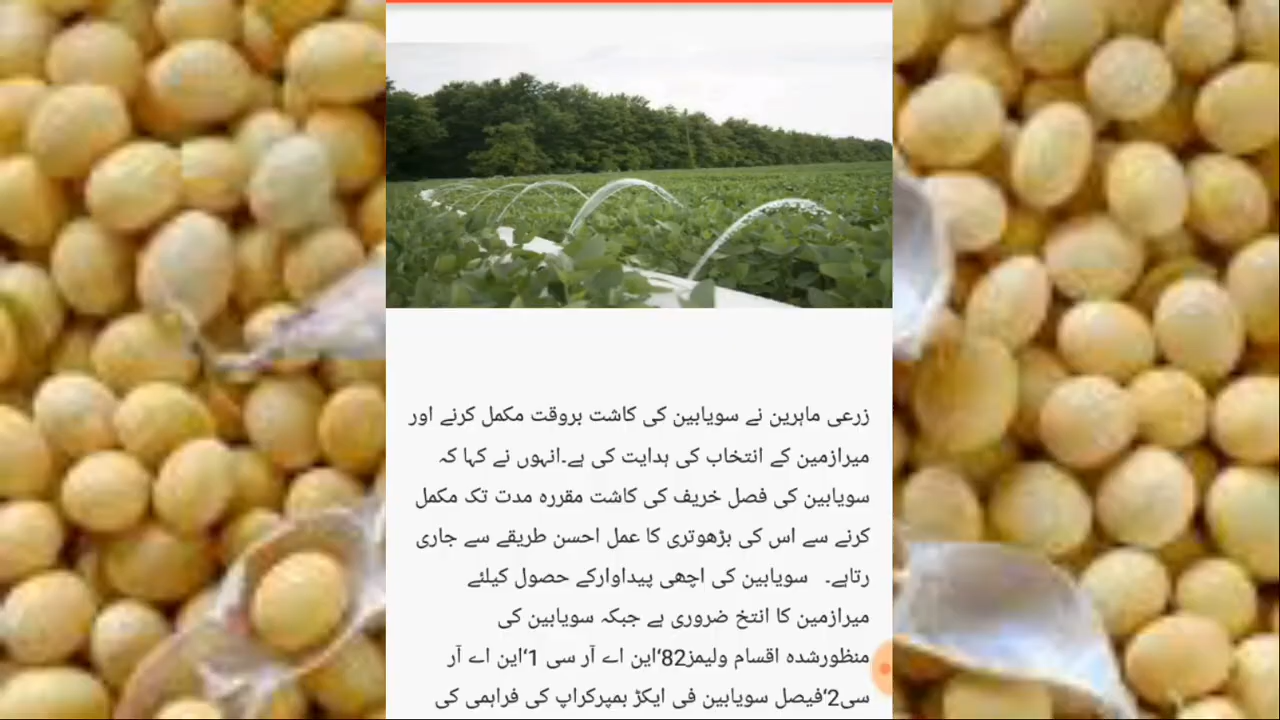 زرعی ماہرین نے سویابین کی کاشت بروقت مکمل کرنے اور
میرازمین کے انتخاب کی ہدایت کی ہے۔انہوں نے کہا کہ
سویابین کی فصل خریف کی کاشت مقررہ مدت تک مکمل
کرنے سے اس کی بڑھوتری کا عمل احسن طریقے سے جاری
رتاہے۔ سویابین کی اچھی پیداوارکے حصول کیلئے
میرازمین کا انتخ ضروری ہے جبکہ سویابین کی
منظورشدہ اقسام ولیمز82‘این اے آر سی 1‘این اے آر
سی2‘فیصل سویابین فی ایکڑ بمپرکراپ کی فراہمی کی